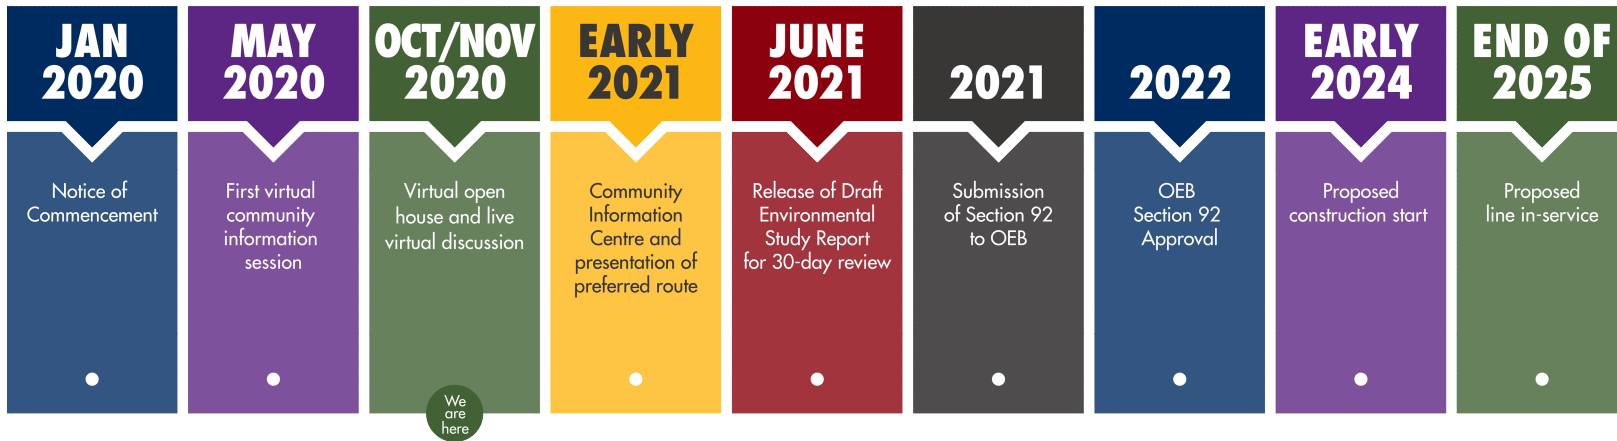 JAN
2020
Notice of
Commencement
MAY
2020
First virtual
community
information
session
OCT/NOV
2020
Virtual open
house and live
virtual discussion
We
are
here
EARLY
2021
Community
Information
Centre and
presentation of
preferred route
JUNE
2021
Release of Draft
Environmental
Study Report
for 30-day review
2021
Submission
of Section 92
to OEB
2022
OEB
Section 92
Approval
EARLY
2024
Proposed
construction start
END OF
2025
Proposed
line in-service